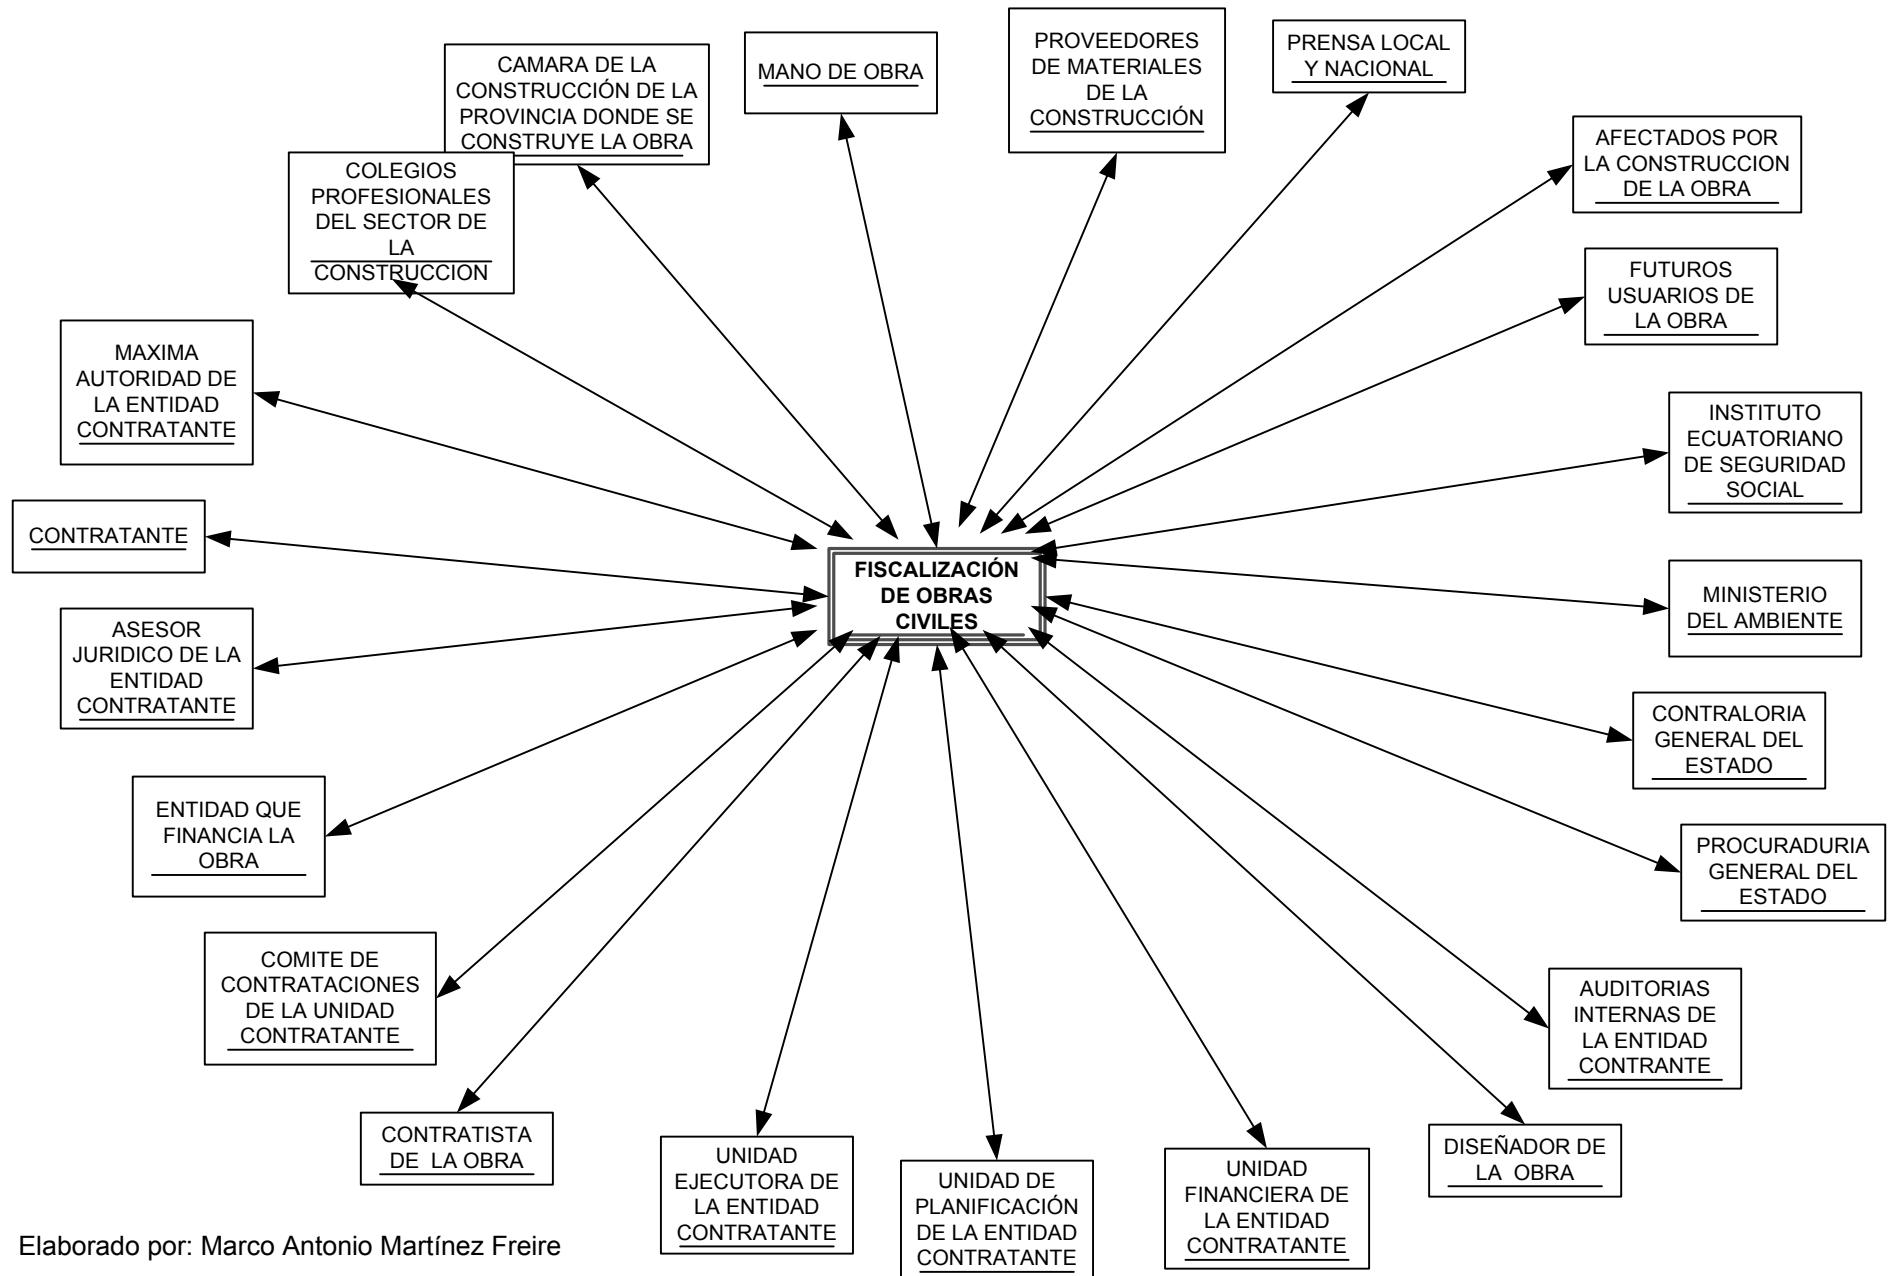 CAMARA DE LA
CONSTRUCCIÓN DE LA
PROVINCIA DONDE SE
CONSTRUYE LA OBRA
MANO DE OBRA
PROVEEDORES
DE MATERIALES
DE LA
CONSTRUCCIÓN
PRENSA LOCAL
Y NACIONAL
COLEGIOS
PROFESIONALES
DEL SECTOR DE
LA
CONSTRUCCION
AFECTADOS POR
LA CONSTRUCCION
DE LA OBRA
FUTUROS
USUARIOS DE
LA OBRA
MAXIMA
AUTORIDAD DE
LA ENTIDAD
CONTRATANTE
INSTITUTO
ECUATORIANO
DE SEGURIDAD
SOCIAL
CONTRATANTE
FISCALIZACIÓN
DE OBRAS
CIVILES
MINISTERIO
DEL AMBIENTE
ASESOR
JURIDICO DE LA
ENTIDAD
CONTRATANTE
CONTRALORIA
GENERAL DEL
ESTADO
ENTIDAD QUE
FINANCIA LA
OBRA
PROCURADURIA
GENERAL DEL
ESTADO
COMITE DE
CONTRATACIONES
DE LA UNIDAD
CONTRATANTE
AUDITORIAS
INTERNAS DE
LA ENTIDAD
CONTRANTE
CONTRATISTA
DE LA OBRA
UNIDAD
EJECUTORA DE
LA ENTIDAD
CONTRATANTE
UNIDAD DE
PLANIFICACIÓN
DE LA ENTIDAD
CONTRATANTE
UNIDAD
FINANCIERA DE
LA ENTIDAD
CONTRATANTE
DISEÑADOR DE
LA OBRA
Elaborado por: Marco Antonio Martínez Freire